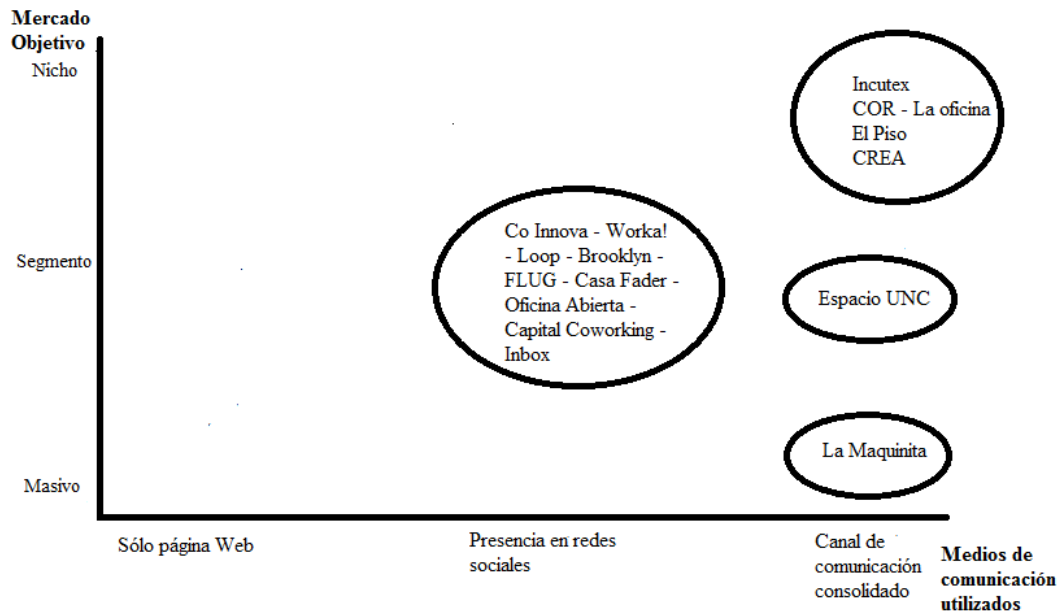 Mercado
Objetivo
Nicho
Incutex
COR - La oficina
El Piso
CREA
Segmento
Co Innova - Worka!
- Loop - Brooklyn -
FLUG - Casa Fader -
Oficina Abierta -
Capital Coworking -
Inbox
Espacio UNC
La Maquinita
Masivo
Sólo página Web
Presencia en redes
sociales
Canal de
comunicación
consolidado
Medios de
comunicación
utilizados